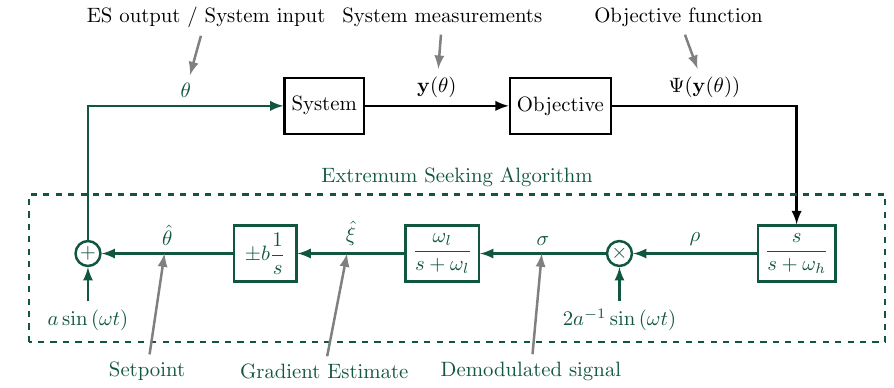 ES output / System input System measurements Objective function
θ y(θ) Ψ(y(θ))
System Objective
Extremum Seeking Algorithm
+ θ̂ ±b 1/s ξ̂ ω_l/(s + ω_l) σ × ρ s/(s + ω_h)
a sin (ωt) 2a⁻¹ sin (ωt)
Setpoint Gradient Estimate Demodulated signal